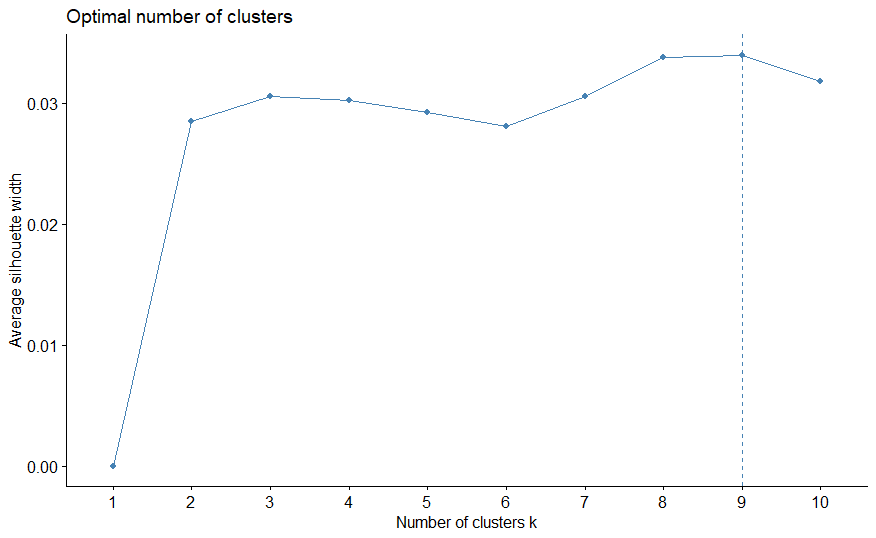 Optimal number of clusters
Average silhouette width
0.03
0.02
0.01
0.00
1 2 3 4 5 6 7 8 9 10
Number of clusters k